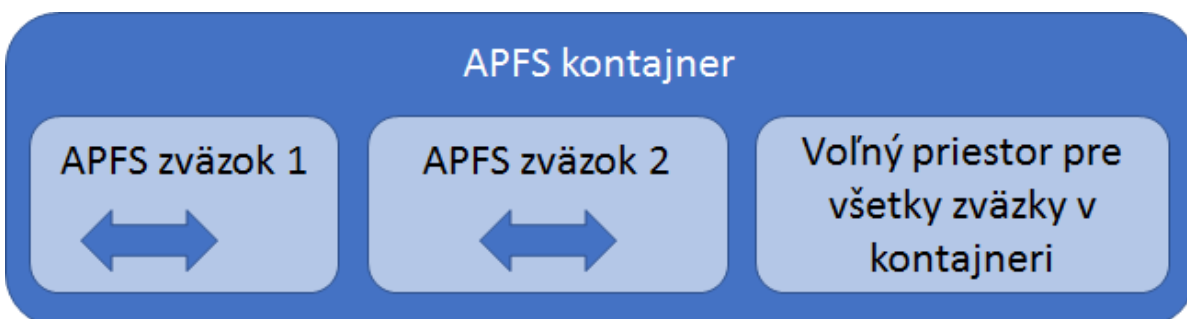 APFS kontajner
APFS zväzok 1
APFS zväzok 2
Voľný priestor pre
všetky zväzky v
kontajneri